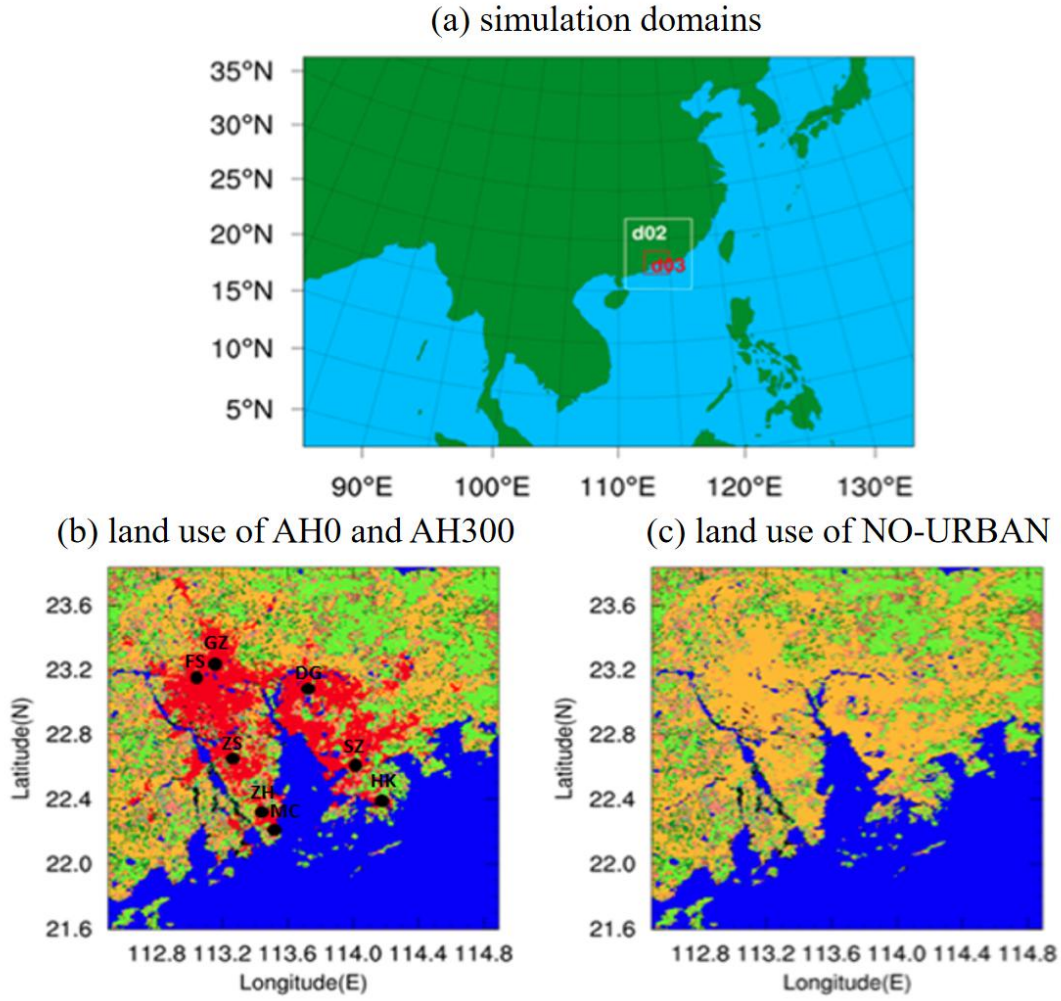 (a) simulation domains
35°N
30°N
25°N
20°N
15°N
10°N
5°N
d02
d03
90°E 100°E 110°E 120°E 130°E
(b) land use of AH0 and AH300
(c) land use of NO-URBAN
Latitude(N)
23.6
23.2
22.8
22.4
22.0
21.6
GZ
FS
DG
ZS
SZ
HK
ZH
MC
112.8 113.2 113.6 114.0 114.4 114.8
Longitude(E)
Latitude(N)
23.6
23.2
22.8
22.4
22.0
21.6
112.8 113.2 113.6 114.0 114.4 114.8
Longitude(E)